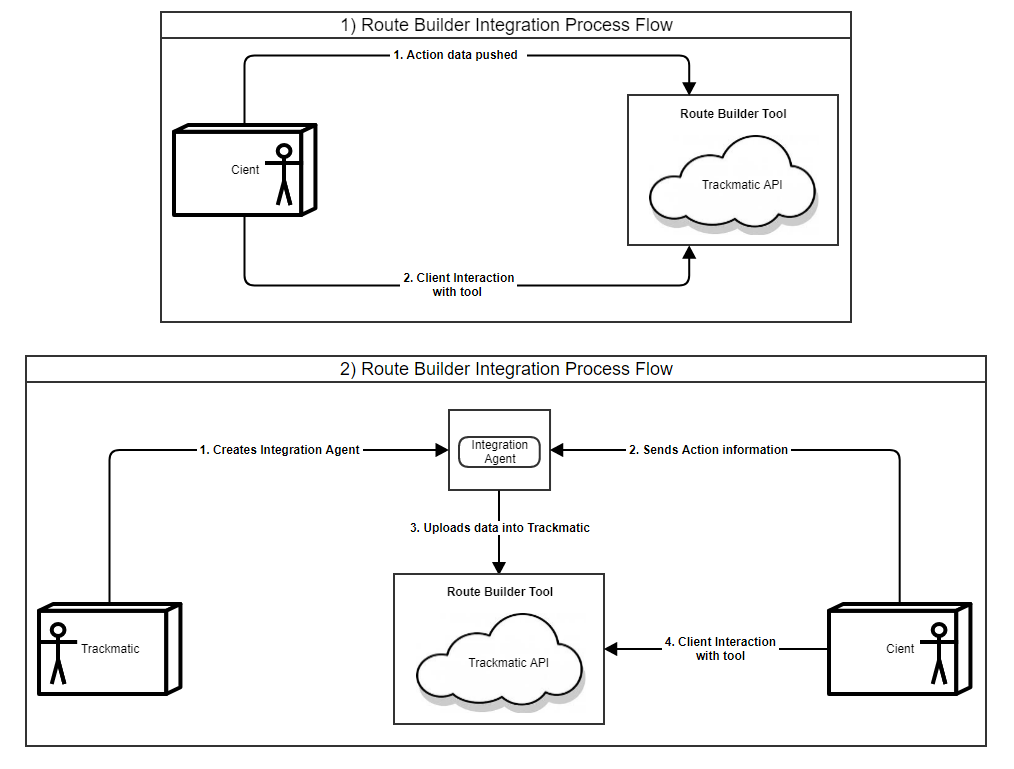 1) Route Builder Integration Process Flow
1. Action data pushed
Route Builder Tool
Cient
Trackmatic API
2. Client Interaction
with tool
2) Route Builder Integration Process Flow
1. Creates Integration Agent
Integration
Agent
2. Sends Action information
3. Uploads data into Trackmatic
Route Builder Tool
Trackmatic
Trackmatic API
4. Client Interaction
with tool
Cient